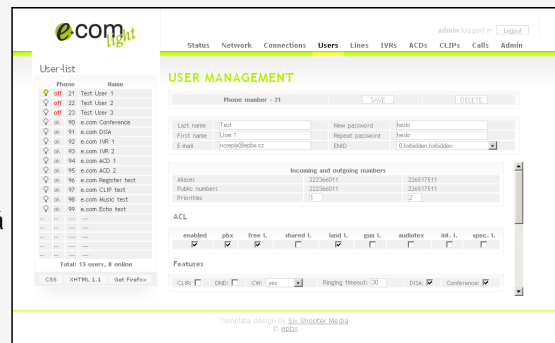 e.com light
admin logged in Logout
Status Network Connections Users Lines IVRs ACDs CLIPs Calls Admin
User-list
Phone Name
off 21 Test User 1
off 22 Test User 2
off 23 Test User 3
ok 90 e.com Conference
ok 91 e.com DISA
ok 92 e.com IVR 1
ok 93 e.com IVR 2
ok 94 e.com ACD 1
ok 95 e.com ACD 2
ok 96 e.com Register test
ok 97 e.com CLIP test
ok 98 e.com Music test
ok 99 e.com Echo test
Total: 13 users, 0 online
CSS XHTML 1.1 Get Firefox
USER MANAGEMENT
Phone number - 21 SAVE DELETE
Last name Test New password heslo
First name User 1 Repeat password heslo
E-mail noreply@epbx.cz ENID 0.forbidden.forbidden
Incoming and outgoing numbers
Aliases 222366011 226517511
Public numbers 222366011 226517511
Priorities 1 2
ACL
enabled pbx free l. shared l. land l. gsm l. audiotex int. l. spec. l.
Features
CLIR: DND: CW: yes Ringing timeout: 30 DISA: Conference:
Template design by Six Shooter Media.
© epbx
á